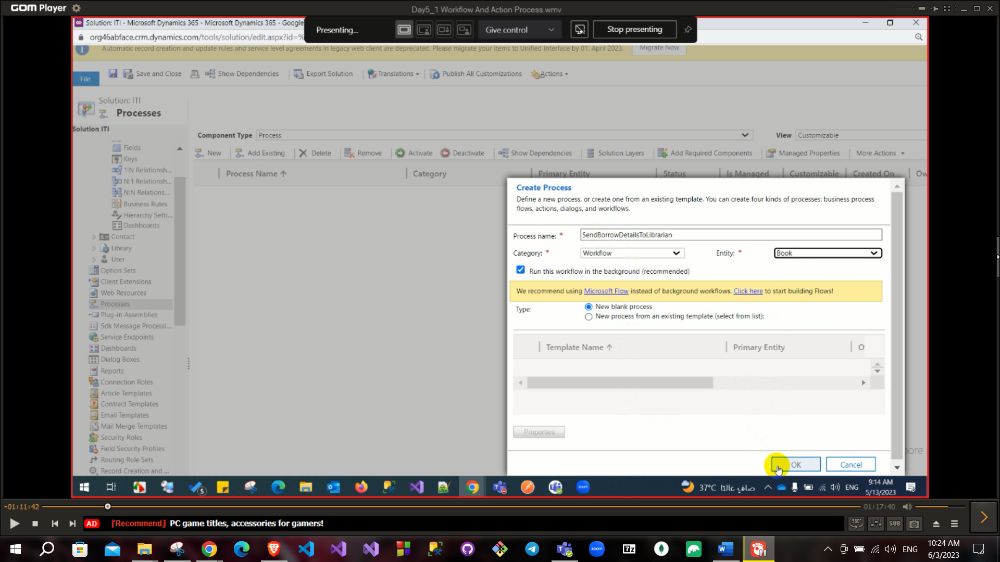 GOM Player
Day5_1 Workflow And Action Process.wmv
Solution: ITI - Microsoft Dynamics 365 - Microsoft Dynamics 365 - Google
Presenting...
Give control
Stop presenting
org46abface.crm.dynamics.com/tools/solution/edit.aspx?id=%
Automatic record creation and update rules and service level agreements in legacy web client are deprecated. Please migrate your items to Unified Interface by 01, April 2023.
Migrate Now
File
Save and Close
Show Dependencies
Export Solution
Translations
Publish All Customizations
Actions
Solution: ITI
Processes
Solution ITI
Component Type
Process
View
Customizable
Fields
Keys
1:N Relationsh...
N:1 Relationsh...
N:N Relations...
Business Rules
Hierarchy Setti...
Dashboards
Contact
Library
User
Option Sets
Client Extensions
Web Resources
Processes
Plug-in Assemblies
Sdk Message Processi...
Service Endpoints
Dashboards
Dialog Boxes
Reports
Connection Roles
Article Templates
Contract Templates
Email Templates
Mail Merge Templates
Security Roles
Field Security Profiles
Routing Rule Sets
Record Creation and ...
New
Add Existing
Delete
Remove
Activate
Deactivate
Show Dependencies
Solution Layers
Add Required Components
Managed Properties
More Actions
Process Name
Category
Primary Entity
Status
Is Managed
Customizable
Created On
Ow
Create Process
Define a new process, or create one from an existing template. You can create four kinds of processes: business process
flows, actions, dialogs, and workflows.
Process name: *
SendBorrowDetailsToLibrarian
Category: *
Workflow
Entity: *
Book
Run this workflow in the background (recommended)
We recommend using Microsoft Flow instead of background workflows. Click here to start building Flows!
Type:
New blank process
New process from an existing template (select from list):
Template Name
Primary Entity
O
Properties
OK
Cancel
5
zoom
37°C
صافٍ غالبًا
ENG
9:14 AM
5/13/2023
-01:11:42
01:17:40
AD
『Recommend』 PC game titles, accessories for gamers!
360°
SUB
zoom
7z
W
ENG
10:24 AM
6/3/2023